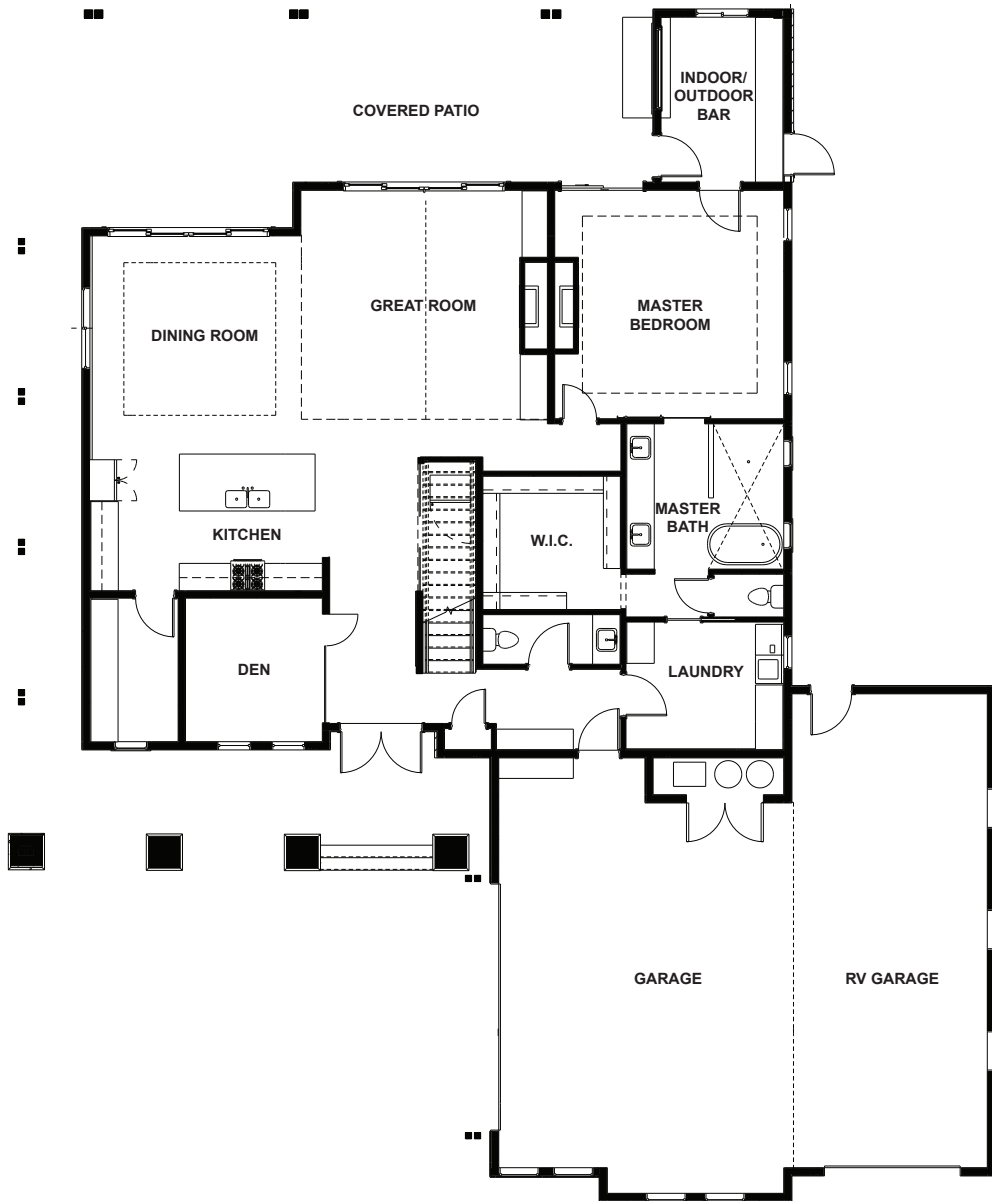 INDOOR/
OUTDOOR
BAR
COVERED PATIO
GREAT ROOM
MASTER
BEDROOM
DINING ROOM
MASTER
BATH
KITCHEN
W.I.C.
DEN
LAUNDRY
GARAGE
RV GARAGE